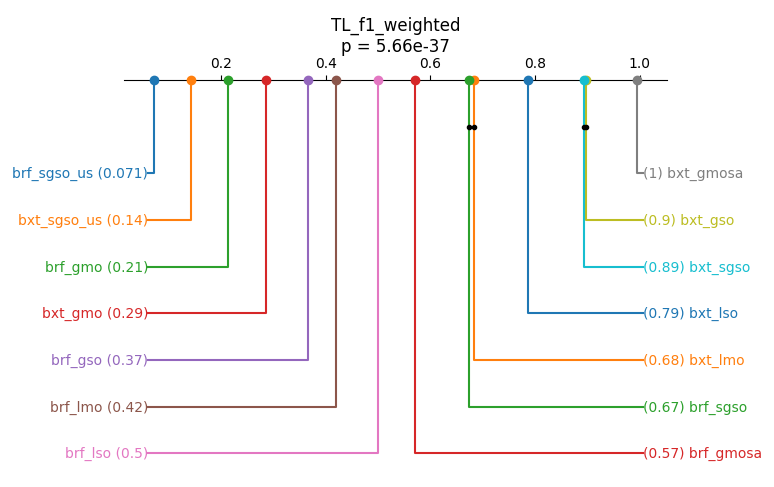 TL_f1_weighted
p = 5.66e-37
0.2 0.4 0.6 0.8 1.0
brf_sgso_us (0.071) (1) bxt_gmosa
bxt_sgso_us (0.14) (0.9) bxt_gso
brf_gmo (0.21) (0.89) bxt_sgso
bxt_gmo (0.29) (0.79) bxt_lso
brf_gso (0.37) (0.68) bxt_lmo
brf_lmo (0.42) (0.67) brf_sgso
brf_lso (0.5) (0.57) brf_gmosa